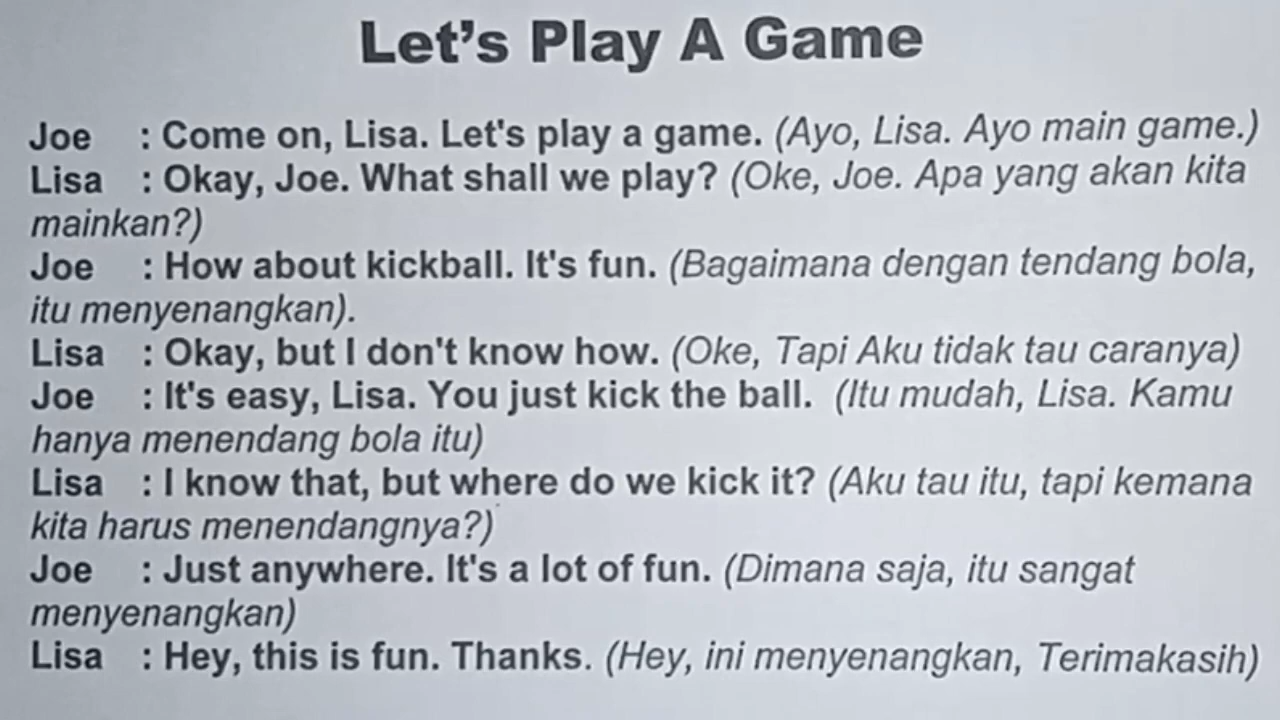 Let's Play A Game
Joe : Come on, Lisa. Let's play a game. (Ayo, Lisa. Ayo main game.)
Lisa : Okay, Joe. What shall we play? (Oke, Joe. Apa yang akan kita
mainkan?)
Joe : How about kickball. It's fun. (Bagaimana dengan tendang bola,
itu menyenangkan).
Lisa : Okay, but I don't know how. (Oke, Tapi Aku tidak tau caranya)
Joe : It's easy, Lisa. You just kick the ball. (Itu mudah, Lisa. Kamu
hanya menendang bola itu)
Lisa : I know that, but where do we kick it? (Aku tau itu, tapi kemana
kita harus menendangnya?)
Joe : Just anywhere. It's a lot of fun. (Dimana saja, itu sangat
menyenangkan)
Lisa : Hey, this is fun. Thanks. (Hey, ini menyenangkan, Terimakasih)